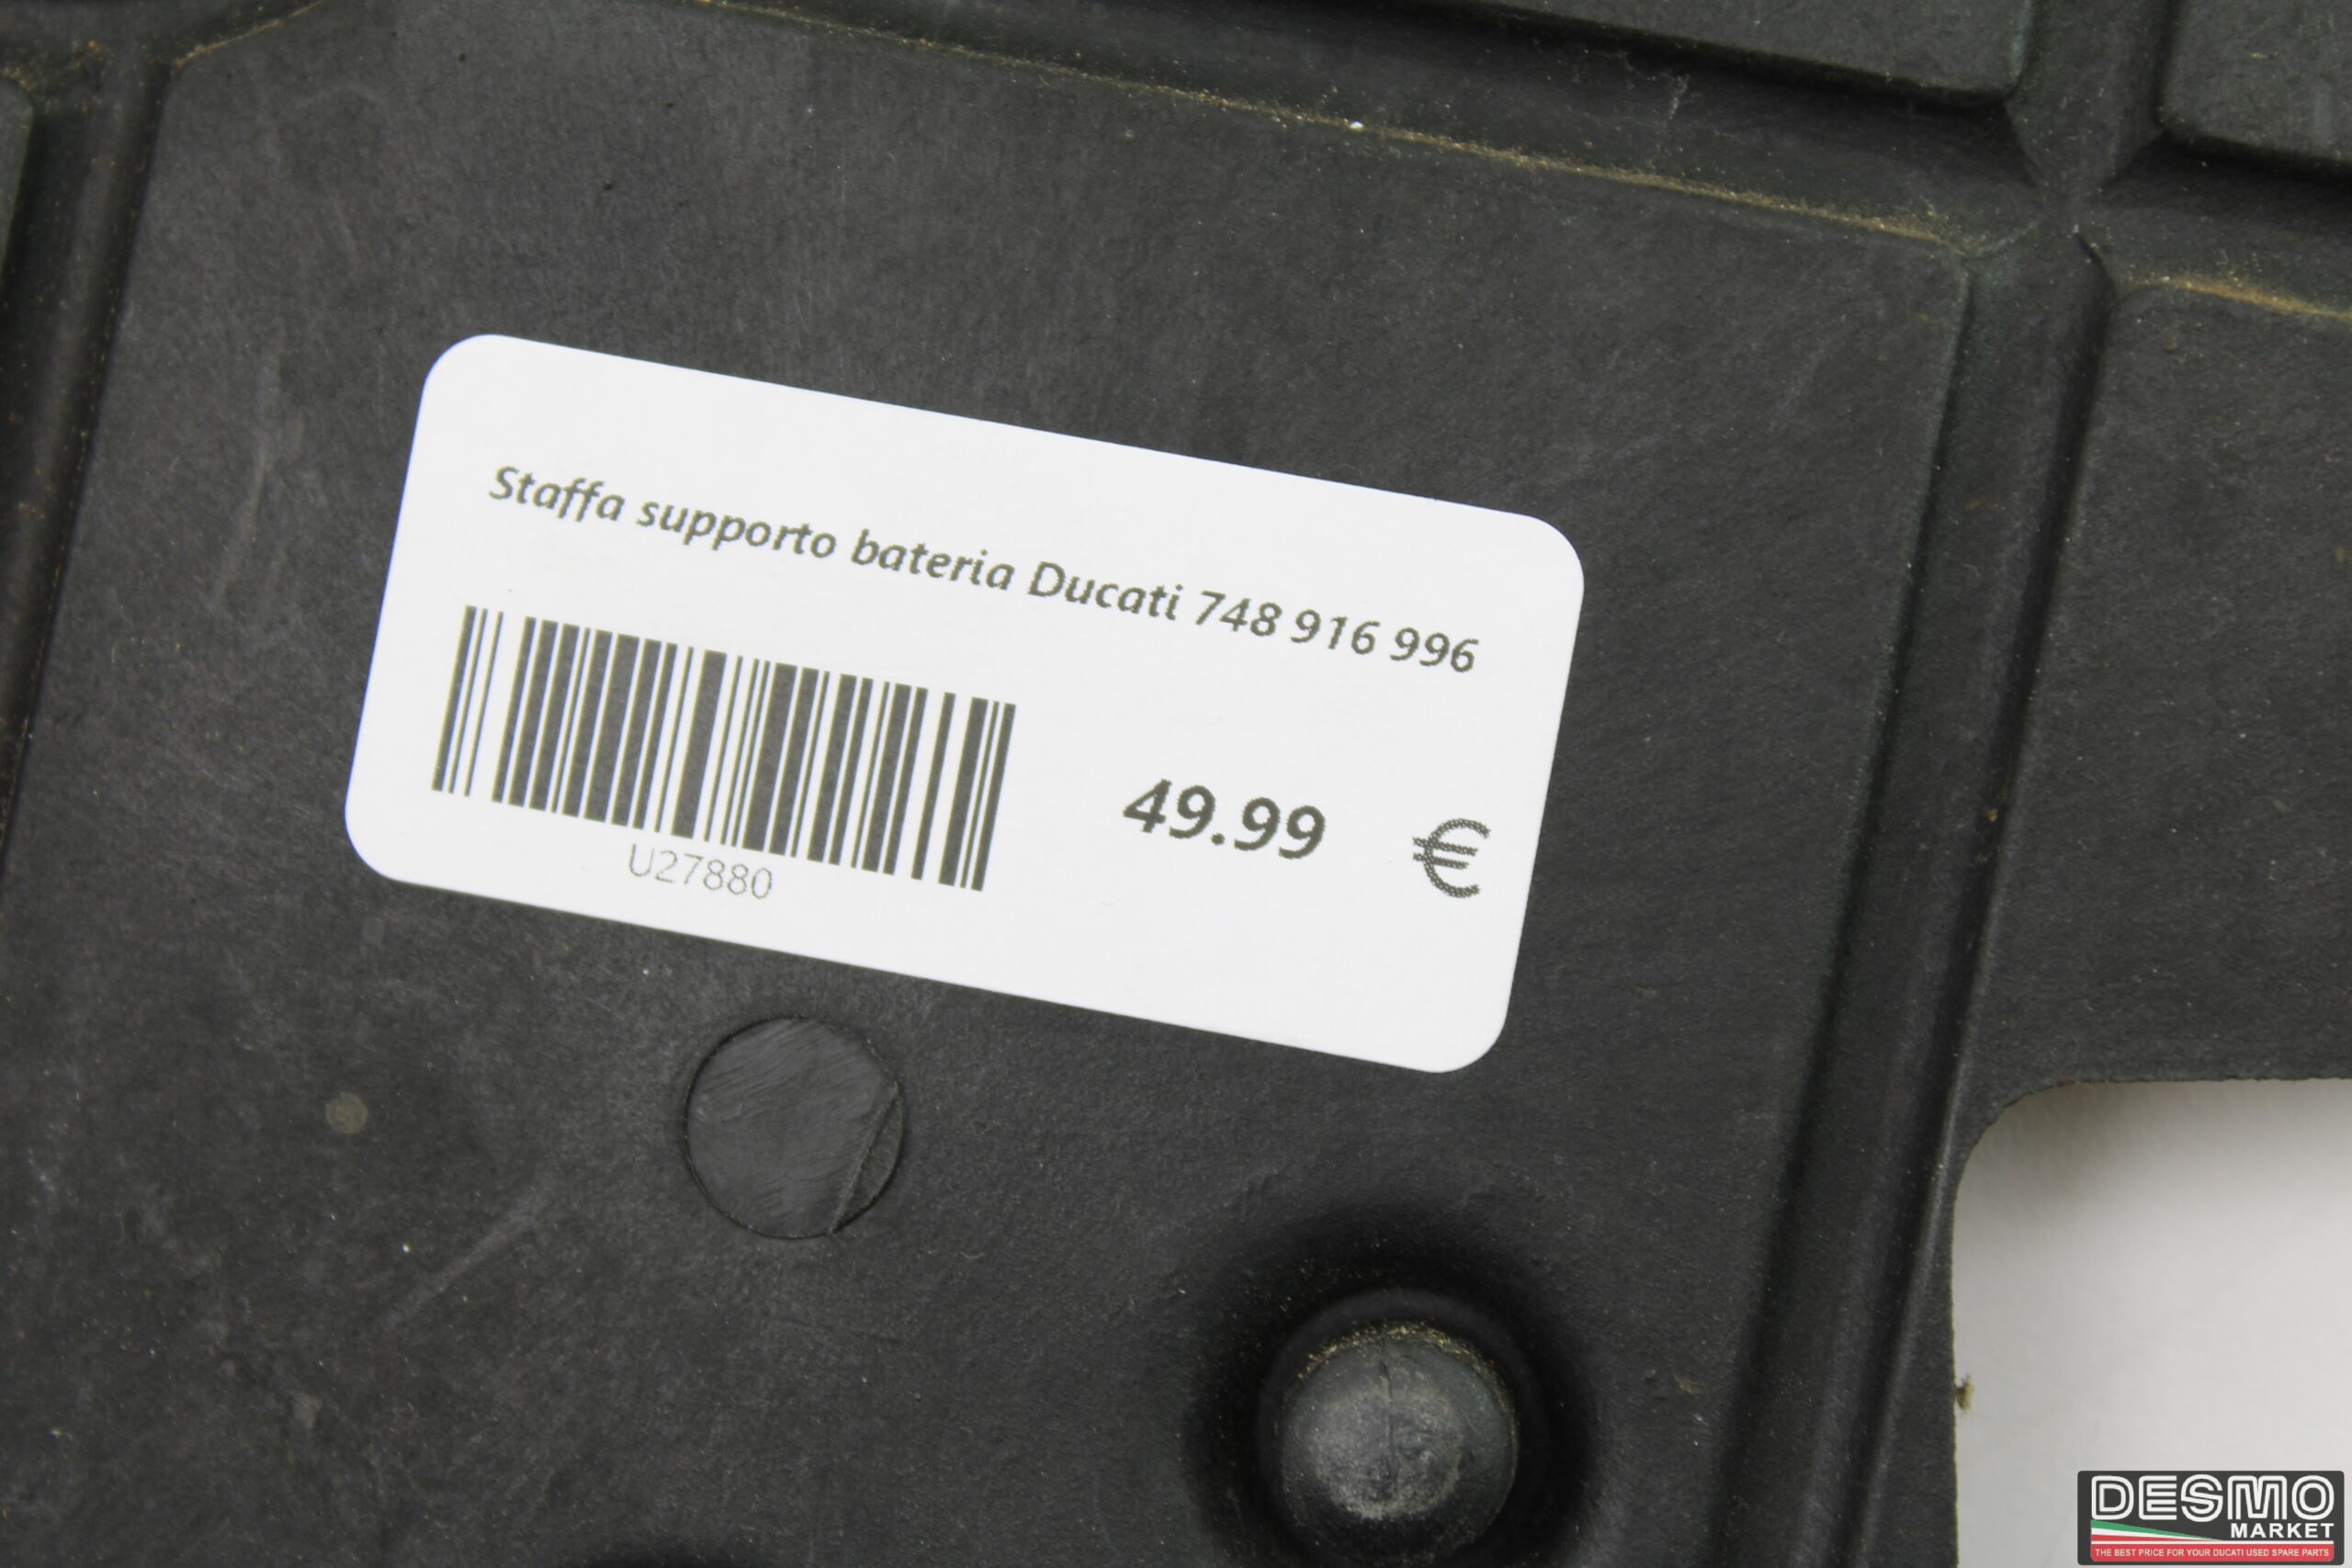 Staffa supporto bateria Ducati 748 916 996
49.99 €
U27880
DESMO
MARKET
THE BEST PRICE FOR YOUR DUCATI USED SPARE PARTS